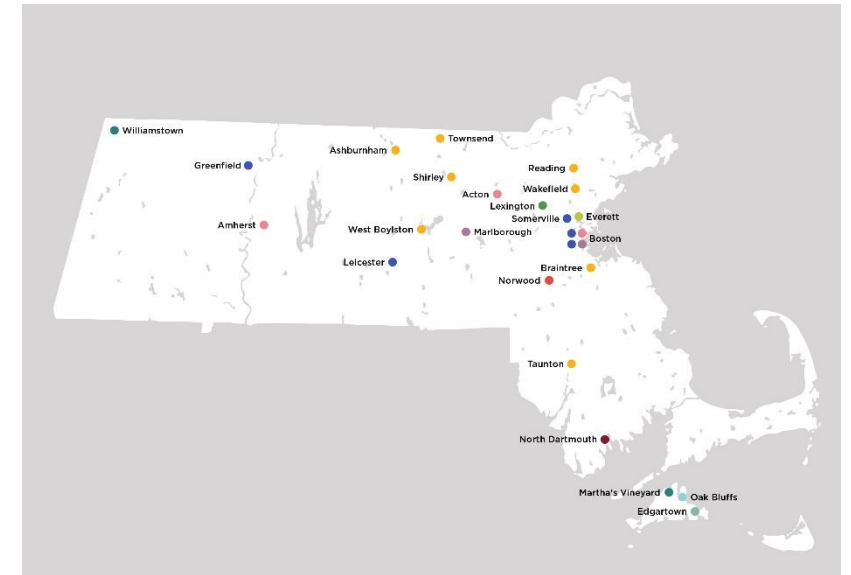 Williamstown
Townsend
Ashburnham
Greenfield
Reading
Shirley
Wakefield
Acton
Lexington
Somerville
Everett
Amherst
West Boylston
Marlborough
Boston
Leicester
Braintree
Norwood
Taunton
North Dartmouth
Martha's Vineyard
Oak Bluffs
Edgartown